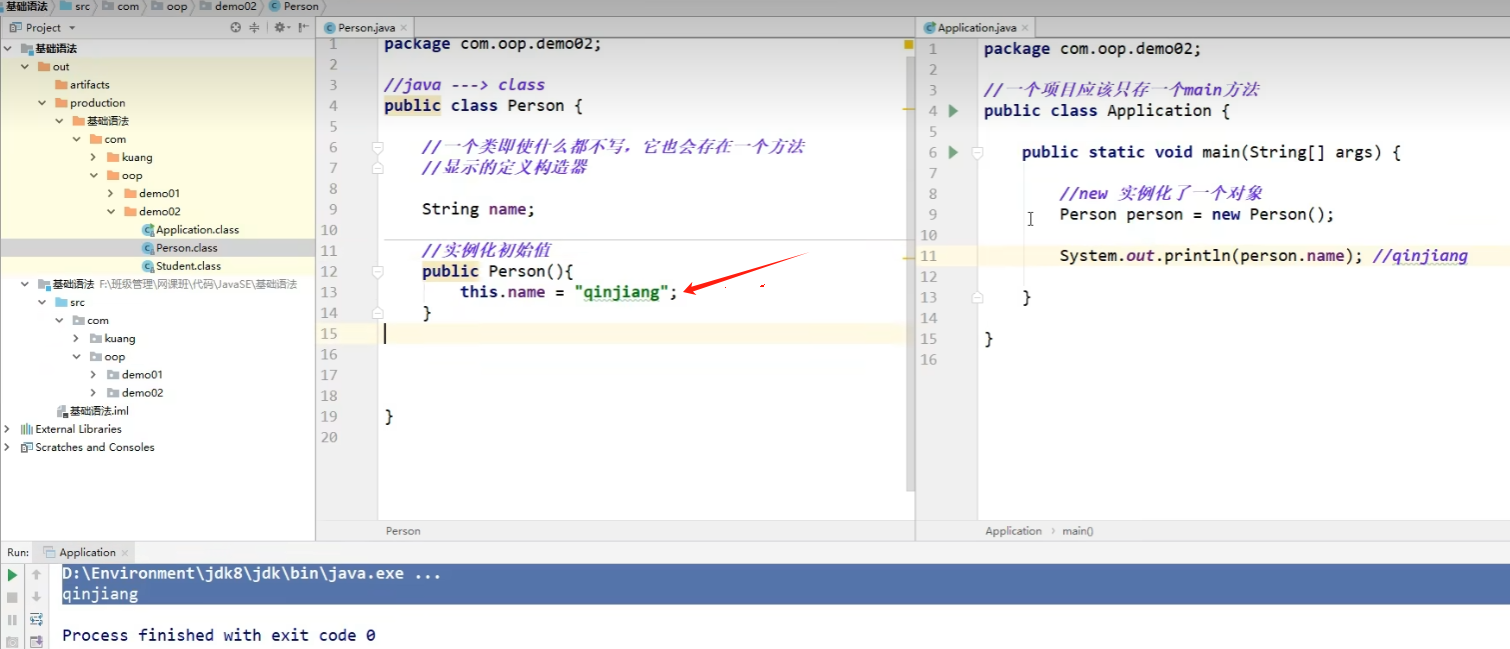 基础语法 src com oop demo02 Person
Project
基础语法
out
artifacts
production
基础语法
com
kuang
oop
demo01
demo02
Application.class
Person.class
Student.class
基础语法 F:\班级管理\网课班\代码\JavaSE\基础语法
src
com
kuang
oop
demo01
demo02
基础语法.iml
External Libraries
Scratches and Consoles
Person.java
1 package com.oop.demo02;
2
3 //java ---> class
4 public class Person {
5
6 //一个类即使什么都不写，它也会存在一个方法
7 //显示的定义构造器
8
9 String name;
10
11 //实例化初始值
12 public Person(){
13 this.name = "qinjiang";
14 }
15
16
17
18
19 }
20
Person
Application.java
1 package com.oop.demo02;
2
3 //一个项目应该只存一个main方法
4 public class Application {
5
6 public static void main(String[] args) {
7
8 //new 实例化了一个对象
9 Person person = new Person();
10
11 System.out.println(person.name); //qinjiang
12
13 }
14
15 }
16
Application › main()
Run: Application
D:\Environment\jdk8\jdk\bin\java.exe ...
qinjiang
Process finished with exit code 0